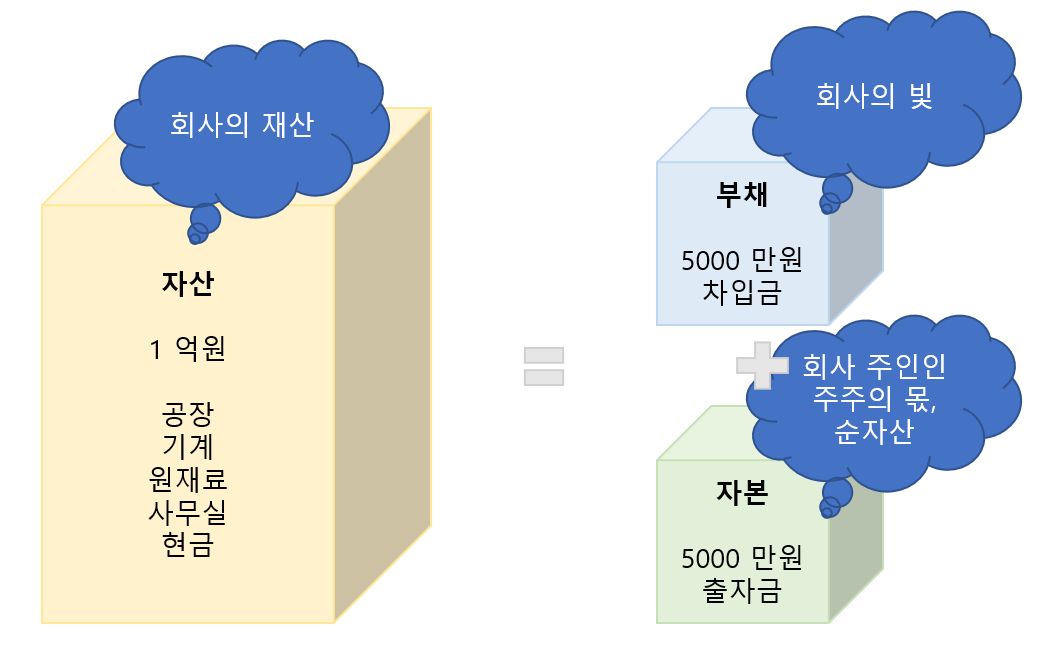 회사의 재산
자산
1 억원
공장
기계
원재료
사무실
현금
회사의 빛
부채
5000 만원
차입금
회사 주인인
주주의 몫,
순자산
자본
5000 만원
출자금